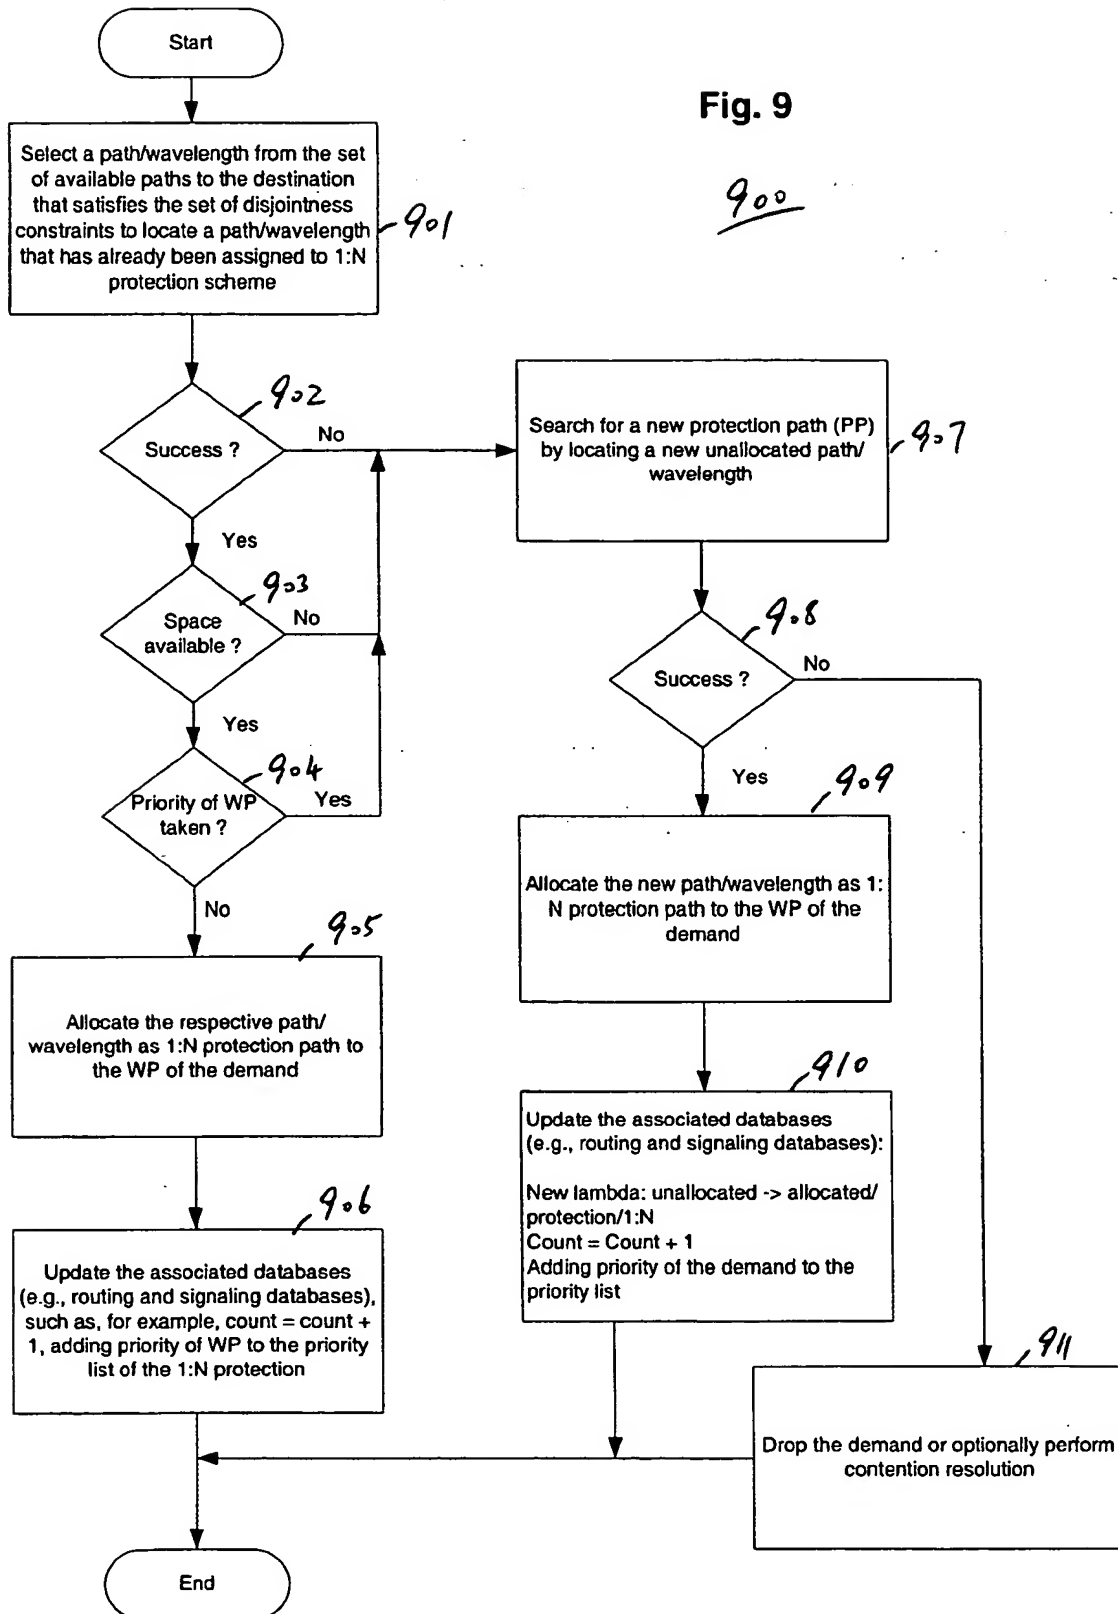 Start
Fig. 9
900
Select a path/wavelength from the set
of available paths to the destination
that satisfies the set of disjointness
constraints to locate a path/wavelength
that has already been assigned to 1:N
protection scheme
901
902
Success ?
No
Yes
Search for a new protection path (PP)
by locating a new unallocated path/
wavelength
907
903
Space
available ?
No
Yes
908
Success ?
No
Yes
904
Priority of WP
taken ?
Yes
No
909
Allocate the new path/wavelength as 1:
N protection path to the WP of the
demand
905
Allocate the respective path/
wavelength as 1:N protection path to
the WP of the demand
910
Update the associated databases
(e.g., routing and signaling databases):
New lambda: unallocated -> allocated/
protection/1:N
Count = Count + 1
Adding priority of the demand to the
priority list
906
Update the associated databases
(e.g., routing and signaling databases),
such as, for example, count = count +
1, adding priority of WP to the priority
list of the 1:N protection
911
Drop the demand or optionally perform
contention resolution
End